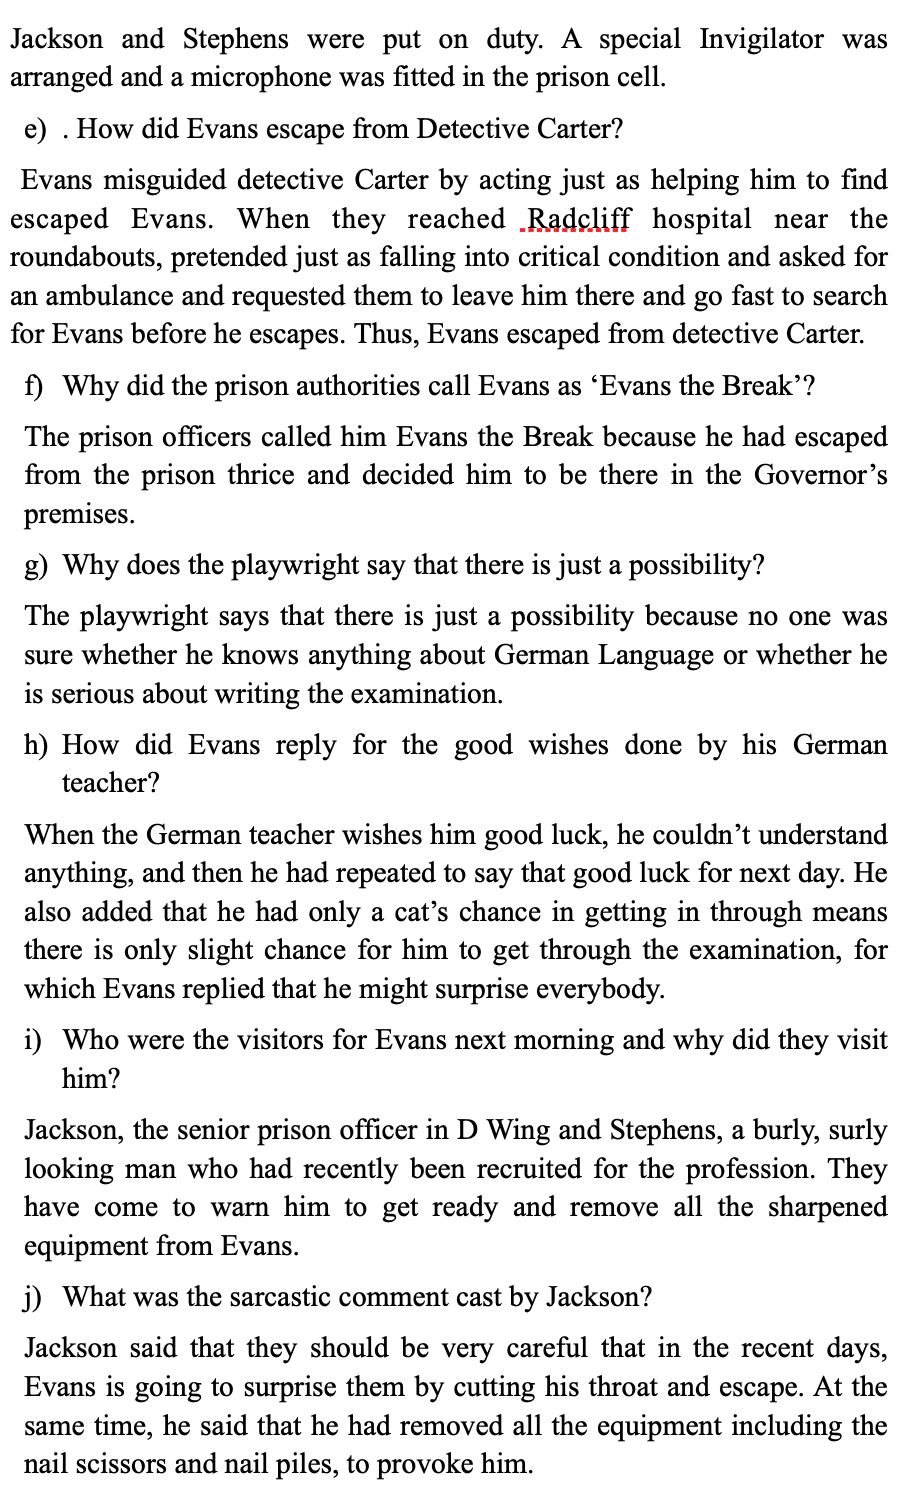 Jackson and Stephens were put on duty. A special Invigilator was
arranged and a microphone was fitted in the prison cell.
e) . How did Evans escape from Detective Carter?
Evans misguided detective Carter by acting just as helping him to find
escaped Evans. When they reached Radcliff hospital near the
roundabouts, pretended just as falling into critical condition and asked for
an ambulance and requested them to leave him there and go fast to search
for Evans before he escapes. Thus, Evans escaped from detective Carter.
f) Why did the prison authorities call Evans as ‘Evans the Break’?
The prison officers called him Evans the Break because he had escaped
from the prison thrice and decided him to be there in the Governor’s
premises.
g) Why does the playwright say that there is just a possibility?
The playwright says that there is just a possibility because no one was
sure whether he knows anything about German Language or whether he
is serious about writing the examination.
h) How did Evans reply for the good wishes done by his German
teacher?
When the German teacher wishes him good luck, he couldn’t understand
anything, and then he had repeated to say that good luck for next day. He
also added that he had only a cat’s chance in getting in through means
there is only slight chance for him to get through the examination, for
which Evans replied that he might surprise everybody.
i) Who were the visitors for Evans next morning and why did they visit
him?
Jackson, the senior prison officer in D Wing and Stephens, a burly, surly
looking man who had recently been recruited for the profession. They
have come to warn him to get ready and remove all the sharpened
equipment from Evans.
j) What was the sarcastic comment cast by Jackson?
Jackson said that they should be very careful that in the recent days,
Evans is going to surprise them by cutting his throat and escape. At the
same time, he said that he had removed all the equipment including the
nail scissors and nail piles, to provoke him.